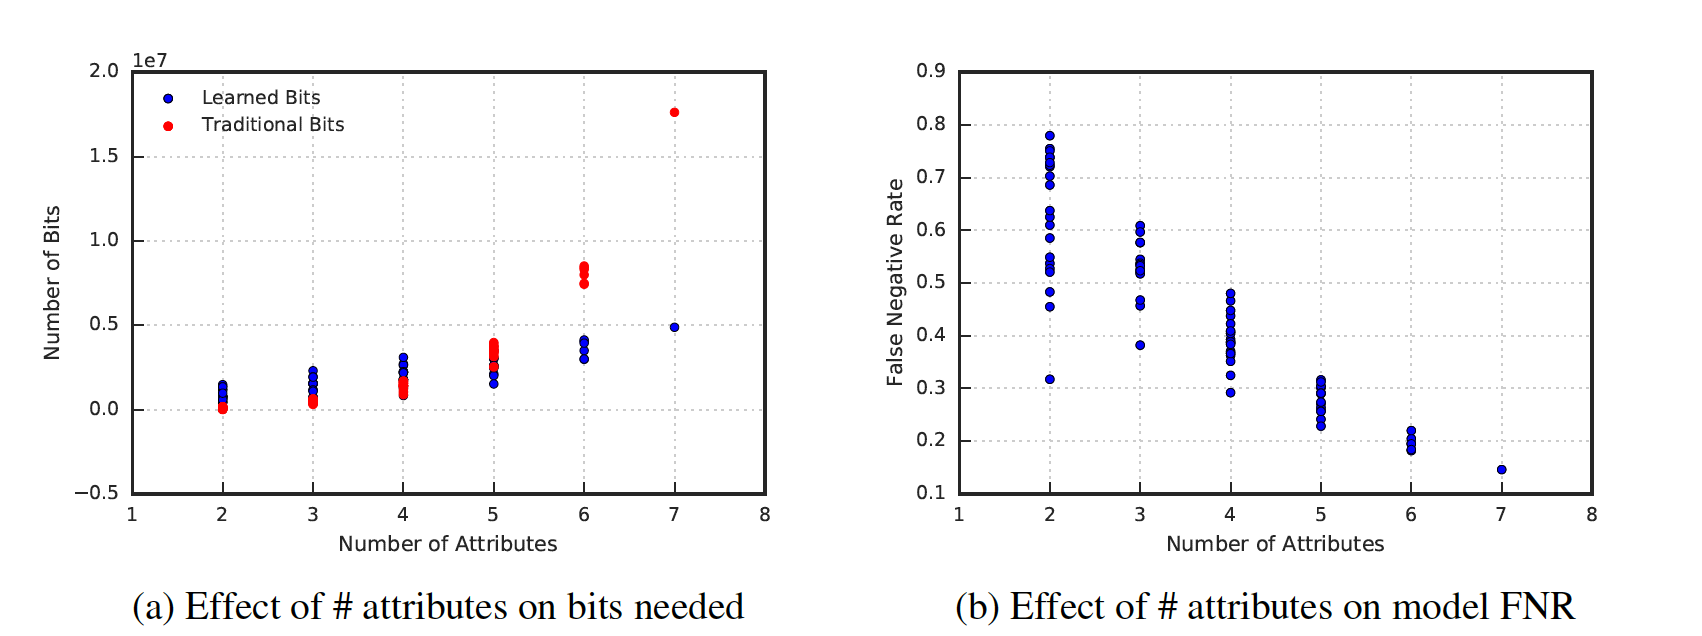 1e7
2.0
1.5
1.0
0.5
0.0
−0.5
Number of Bits
Learned Bits
Traditional Bits
1 2 3 4 5 6 7 8
Number of Attributes
(a) Effect of # attributes on bits needed
0.9
0.8
0.7
0.6
0.5
0.4
0.3
0.2
0.1
False Negative Rate
1 2 3 4 5 6 7 8
Number of Attributes
(b) Effect of # attributes on model FNR